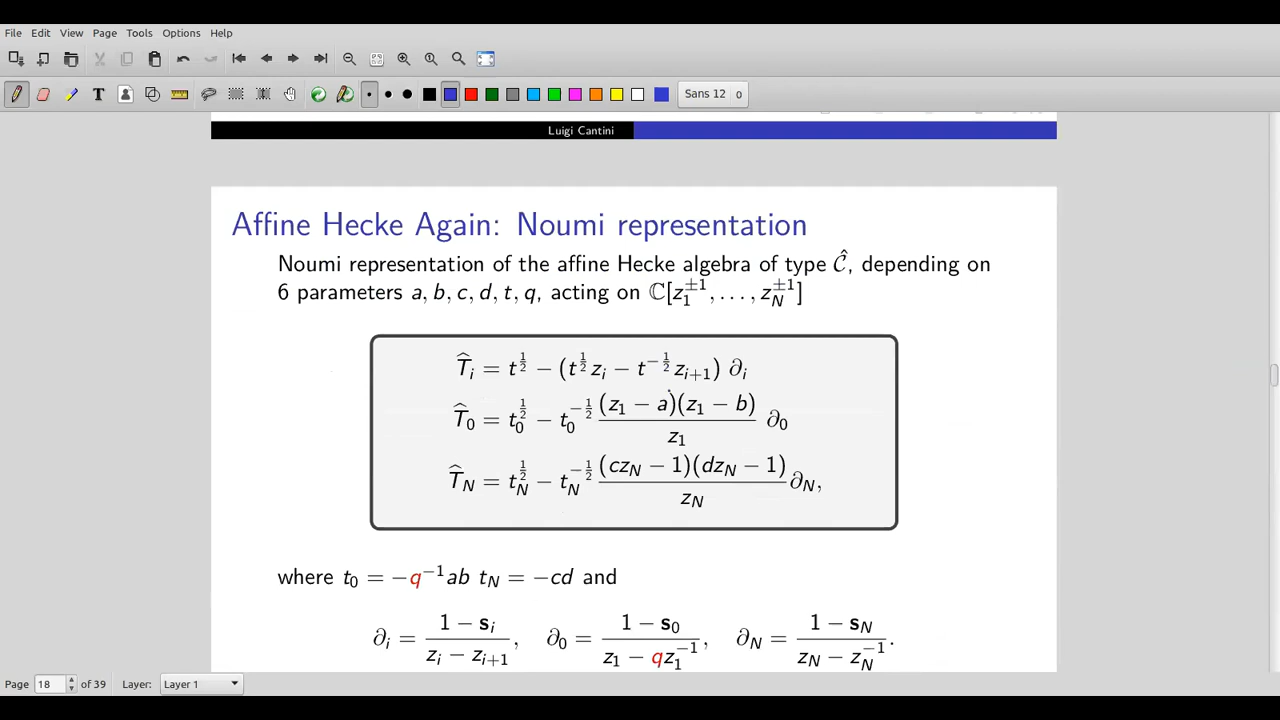 File Edit View Page Tools Options Help
Sans 12 0
Luigi Cantini
Affine Hecke Again: Noumi representation
Noumi representation of the affine Hecke algebra of type Ĉ, depending on
6 parameters a, b, c, d, t, q, acting on ℂ[z₁^{±1}, …, z_N^{±1}]
T̂_i = t^{1/2} − (t^{1/2} z_i − t^{−1/2} z_{i+1}) ∂_i
T̂_0 = t_0^{1/2} − t_0^{−1/2} (z_1 − a)(z_1 − b) / z_1 ∂_0
T̂_N = t_N^{1/2} − t_N^{−1/2} (cz_N − 1)(dz_N − 1) / z_N ∂_N,
where t_0 = −q^{−1}ab t_N = −cd and
∂_i = (1 − s_i) / (z_i − z_{i+1}), ∂_0 = (1 − s_0) / (z_1 − qz_1^{−1}), ∂_N = (1 − s_N) / (z_N − z_N^{−1}).
Page 18 of 39 Layer: Layer 1